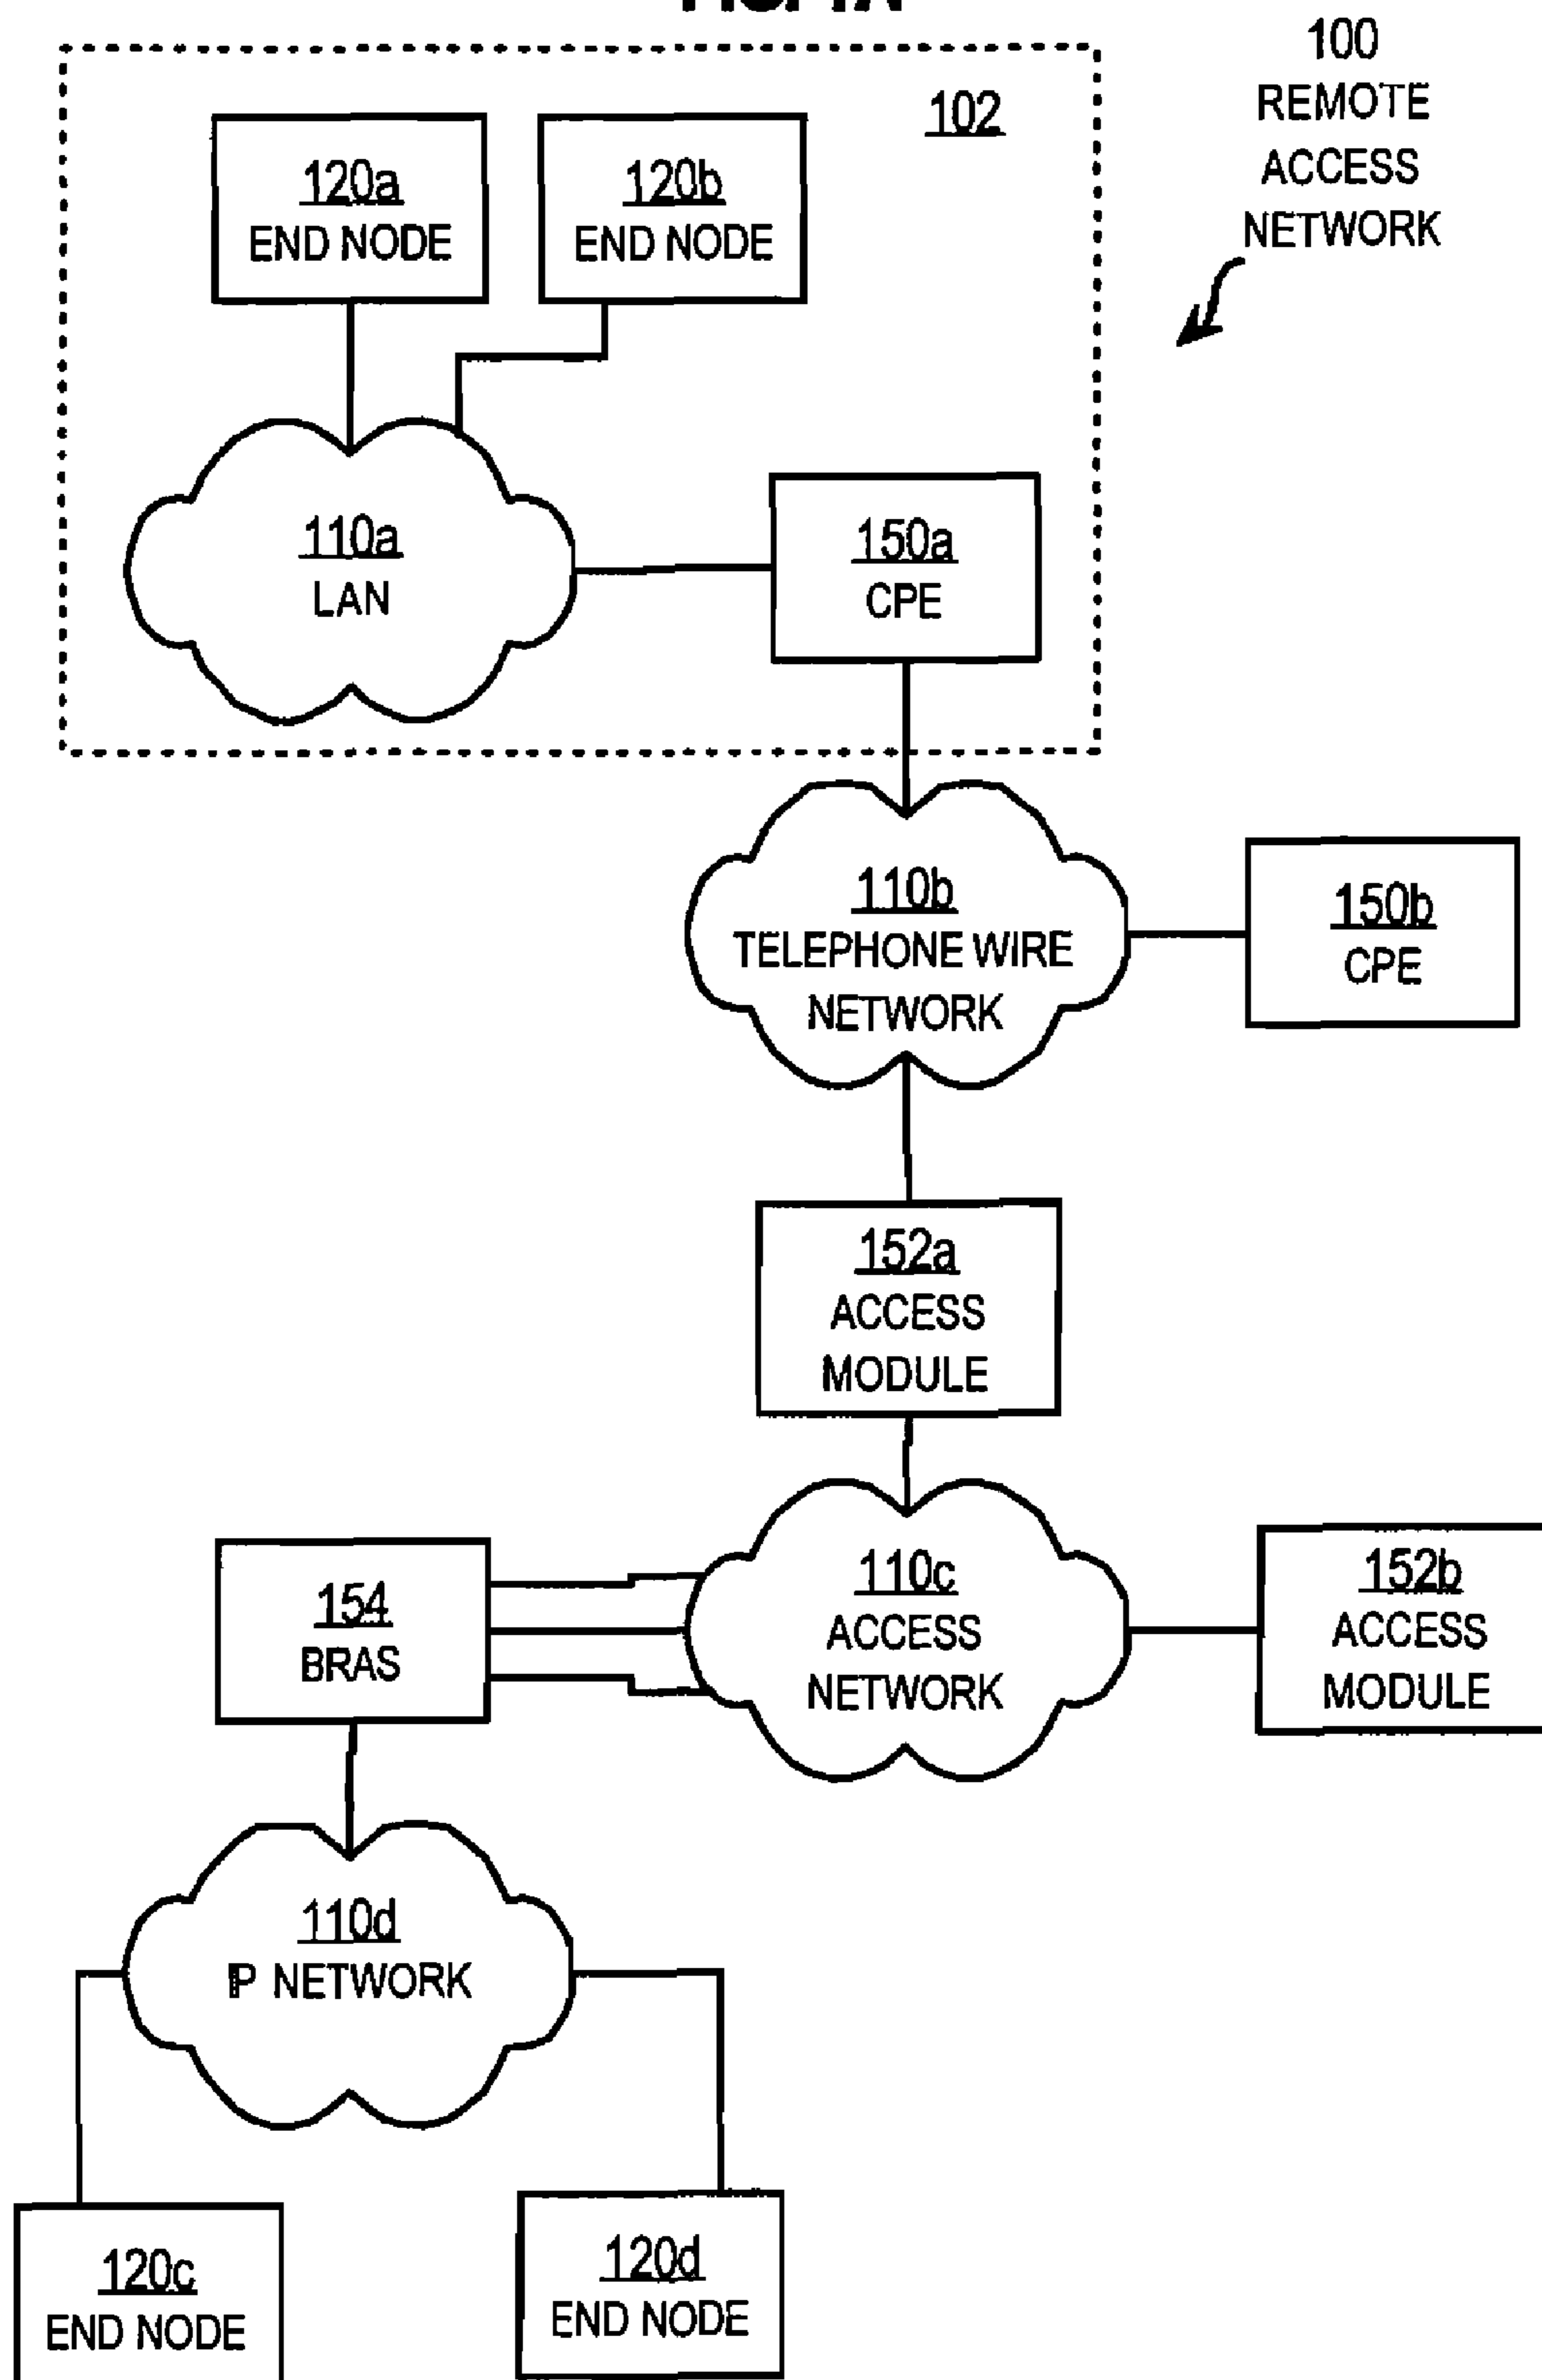 100
REMOTE
ACCESS
NETWORK
102
120a
END NODE
120b
END NODE
110a
LAN
150a
CPE
110b
TELEPHONE WIRE
NETWORK
150b
CPE
152a
ACCESS
MODULE
154
BRAS
110c
ACCESS
NETWORK
152b
ACCESS
MODULE
110d
IP NETWORK
120c
END NODE
120d
END NODE